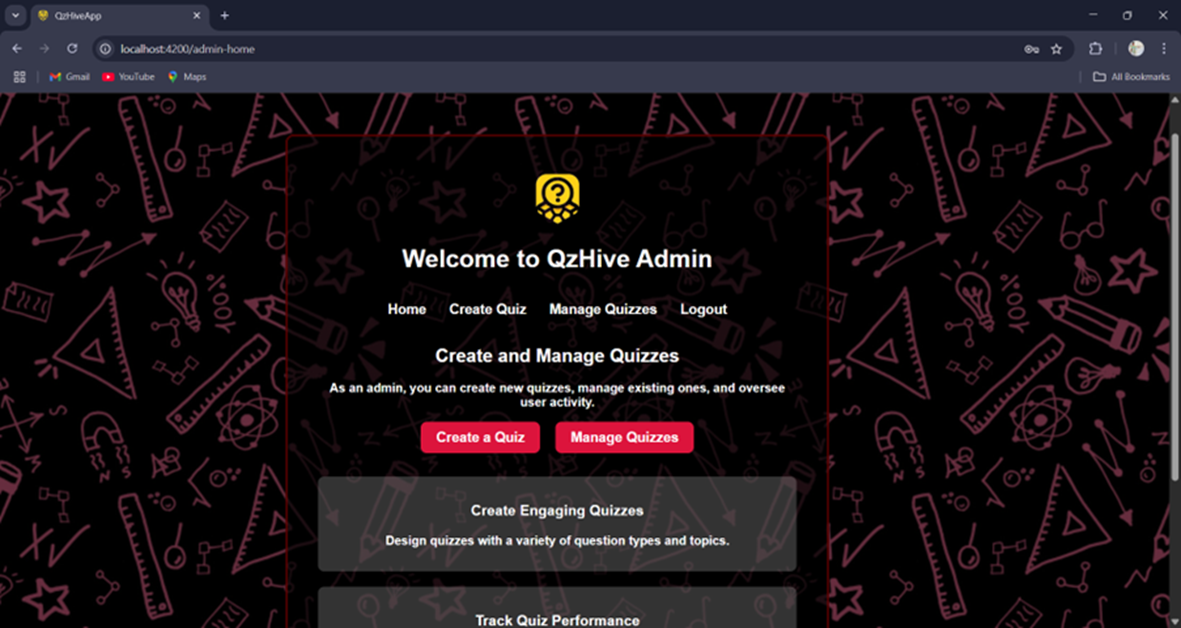 QzHiveApp
localhost:4200/admin-home
Gmail YouTube Maps All Bookmarks
Welcome to QzHive Admin
Home Create Quiz Manage Quizzes Logout
Create and Manage Quizzes
As an admin, you can create new quizzes, manage existing ones, and oversee
user activity.
Create a Quiz Manage Quizzes
Create Engaging Quizzes
Design quizzes with a variety of question types and topics.
Track Quiz Performance